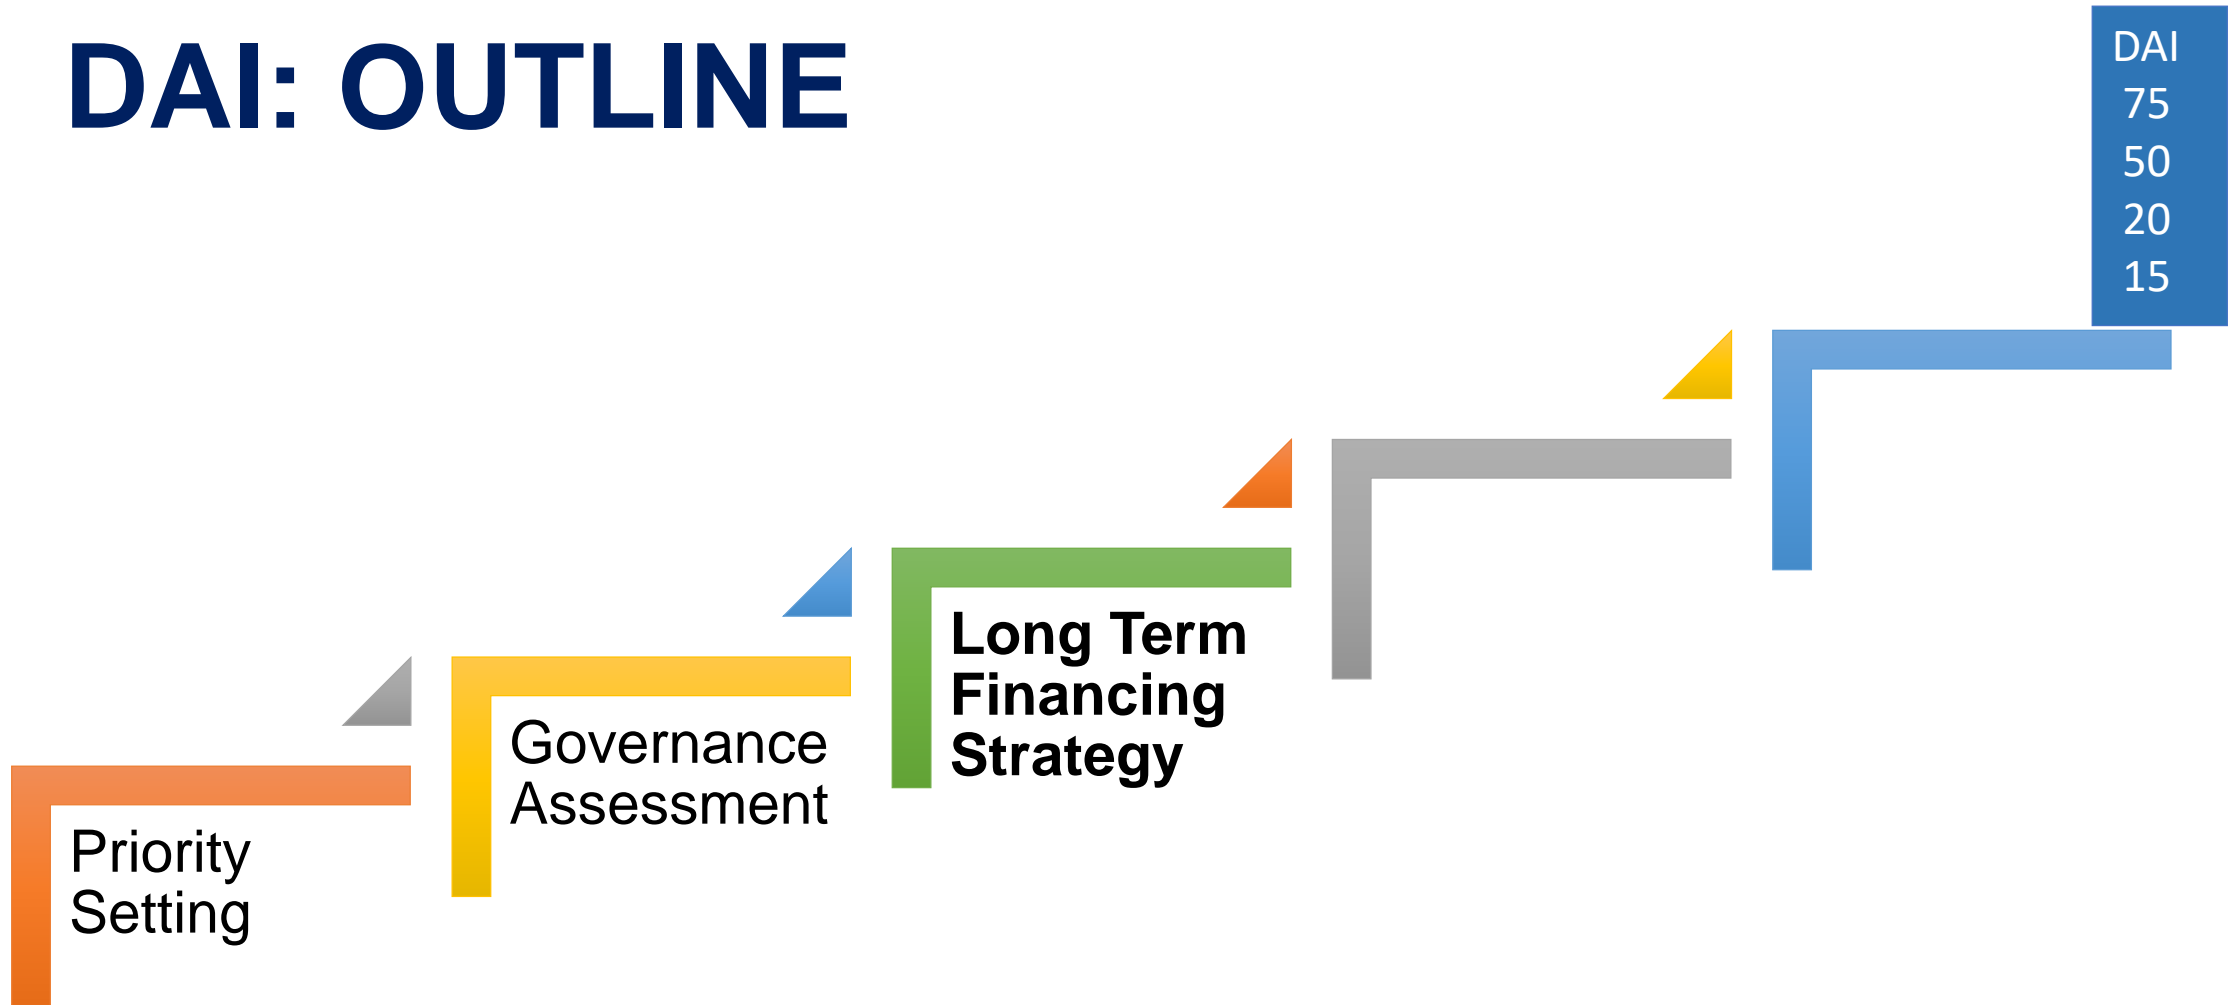 DAI: OUTLINE
DAI
75
50
20
15
Priority
Setting
Governance
Assessment
Long Term
Financing
Strategy